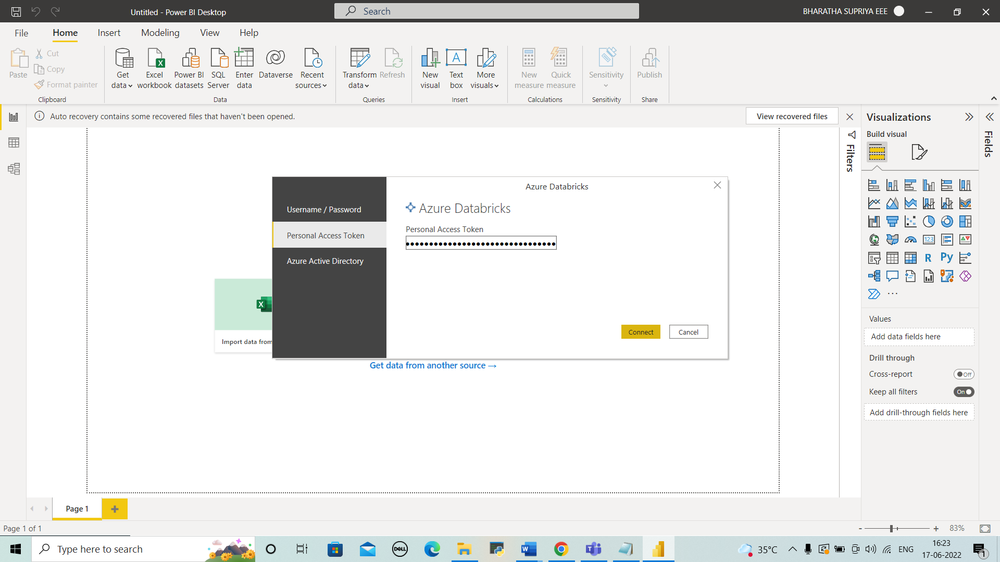 Untitled - Power BI Desktop
Search
BHARATHA SUPRIYA EEE
File Home Insert Modeling View Help
Paste
Cut
Copy
Format painter
Clipboard
Get data
Excel workbook
Power BI datasets
SQL Server
Enter data
Dataverse
Recent sources
Data
Transform data
Refresh
Queries
New visual
Text box
More visuals
Insert
New measure
Quick measure
Calculations
Sensitivity
Sensitivity
Publish
Share
Auto recovery contains some recovered files that haven't been opened.
View recovered files
Filters
Visualizations
Build visual
Fields
Azure Databricks
Username / Password
Personal Access Token
Azure Active Directory
Azure Databricks
Personal Access Token
Connect
Cancel
Import data from
Get data from another source →
123
R
Py
Values
Add data fields here
Drill through
Cross-report
Off
Keep all filters
On
Add drill-through fields here
Page 1
Page 1 of 1
83%
Type here to search
DELL
35°C
ENG
16:23
17-06-2022
1